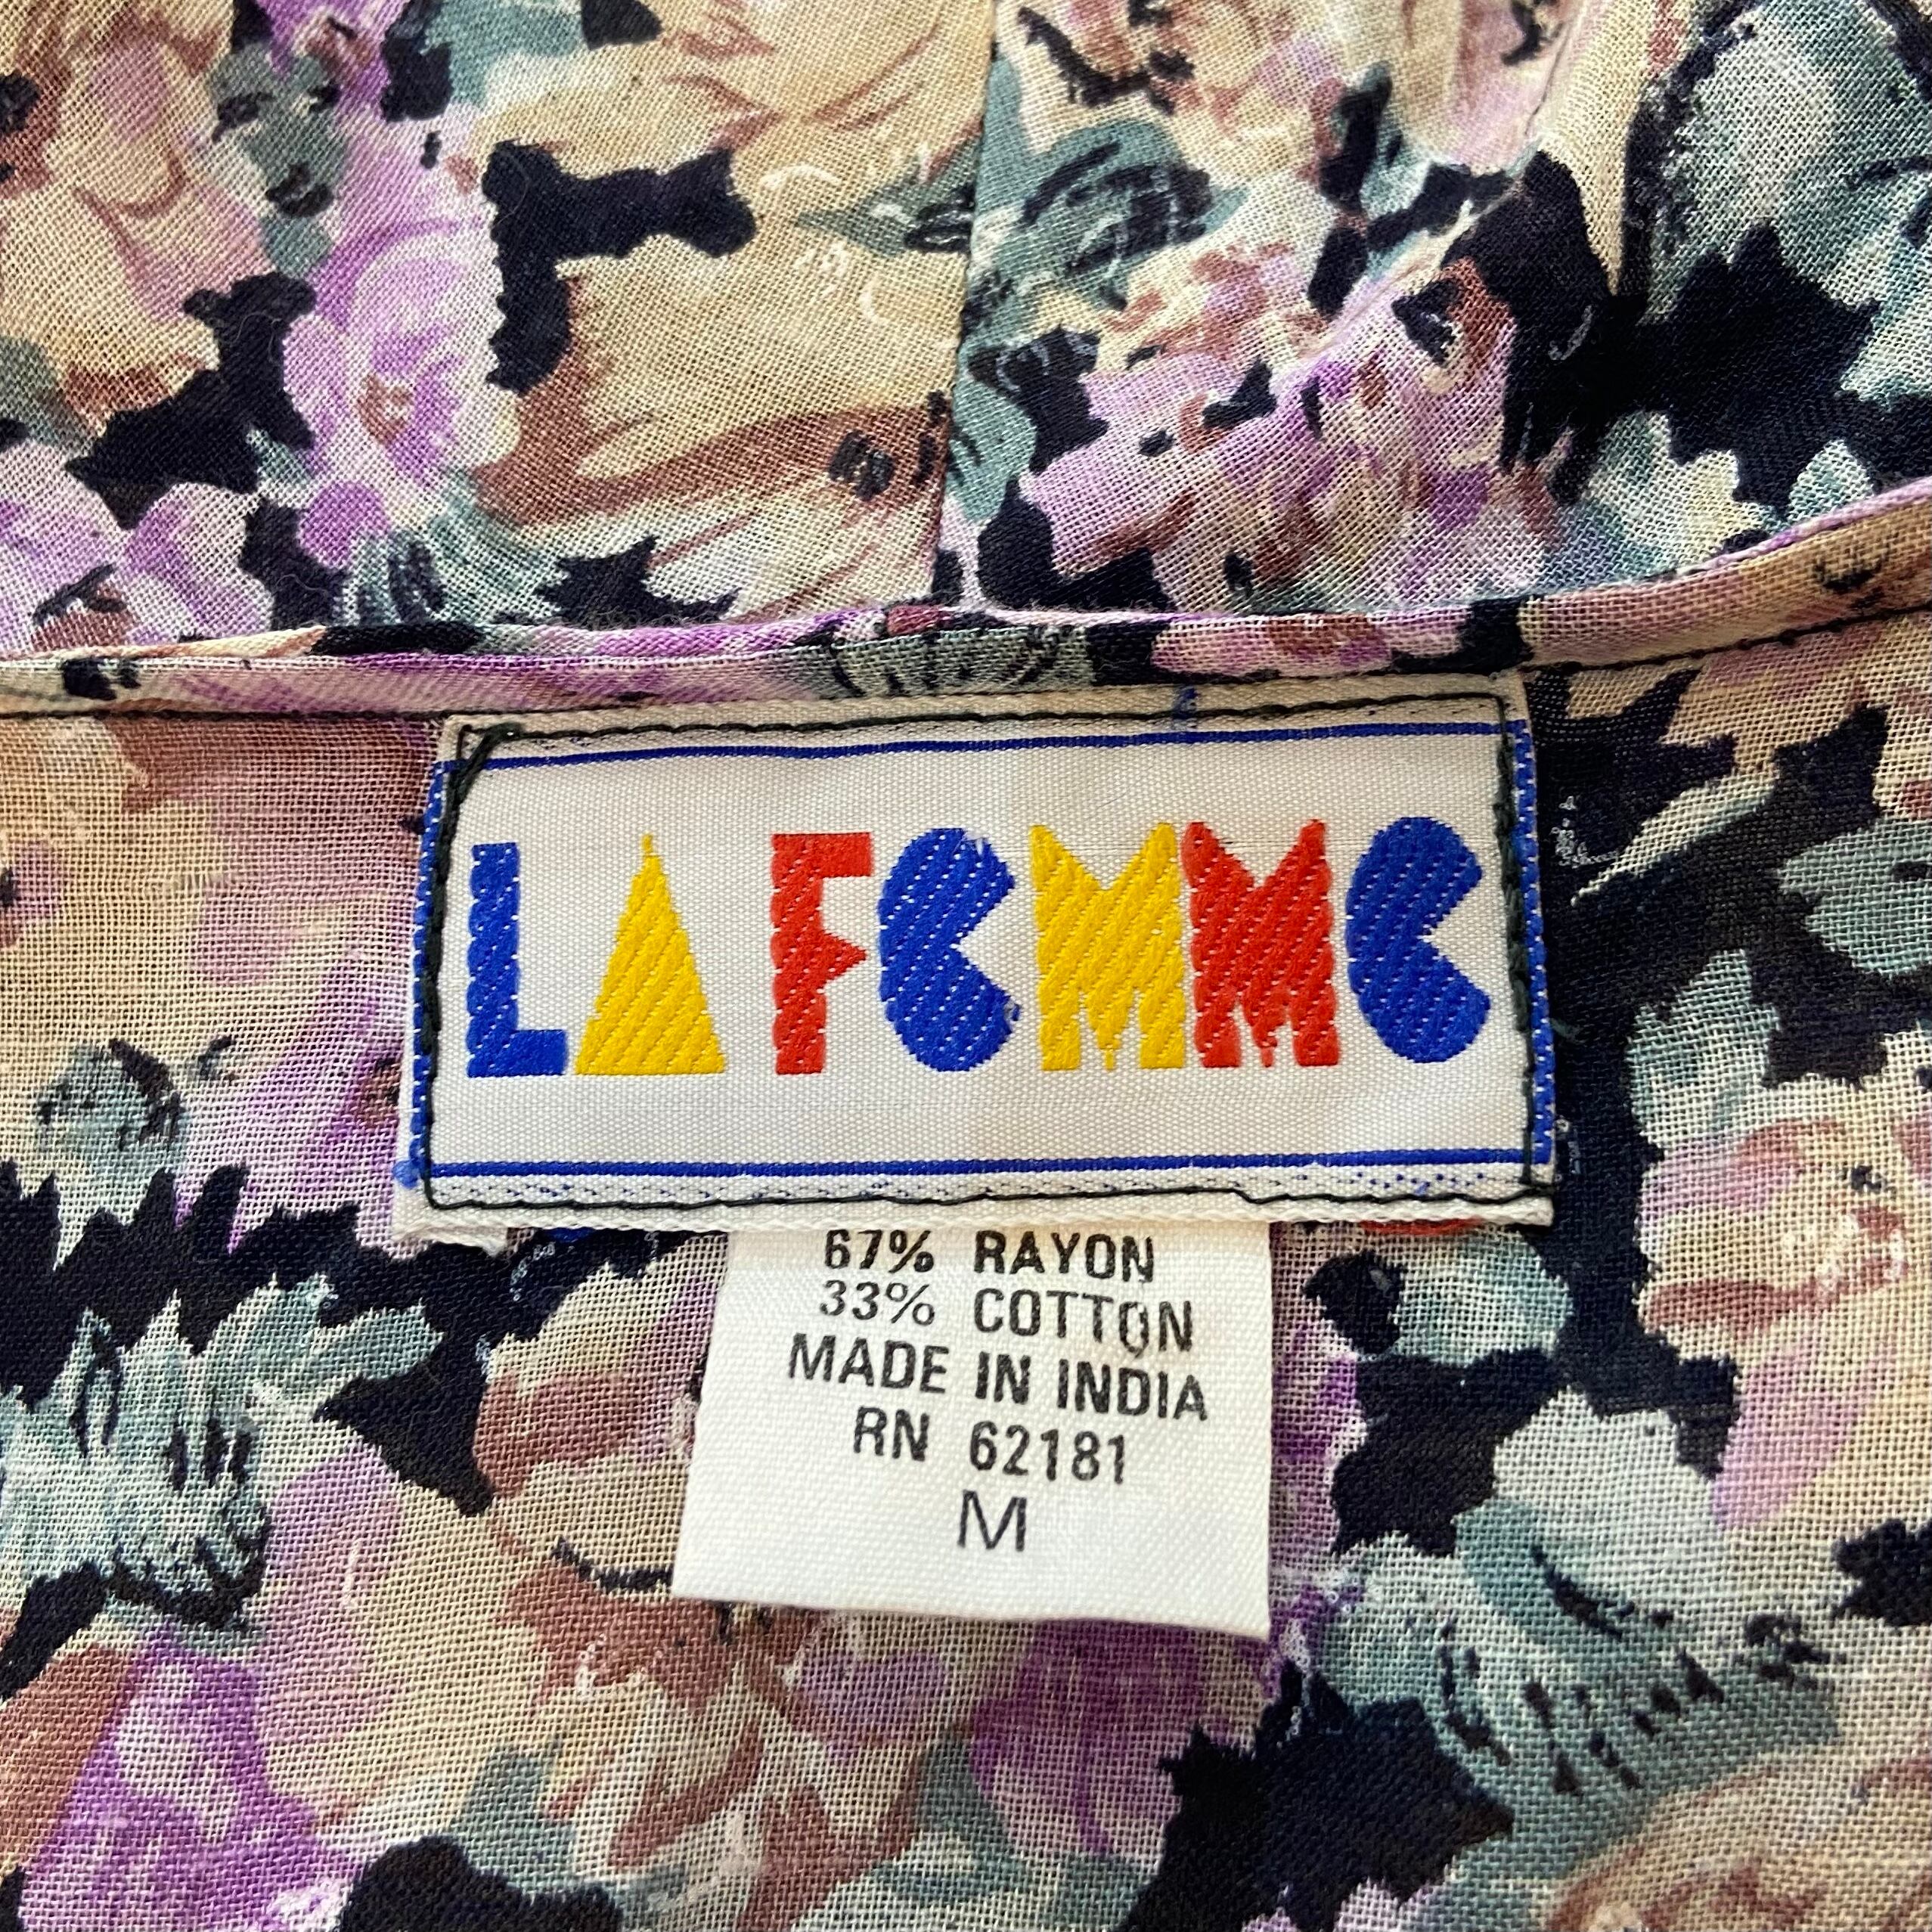 LA FEMME
67% RAYON
33% COTTON
MADE IN INDIA
RN 62181
M